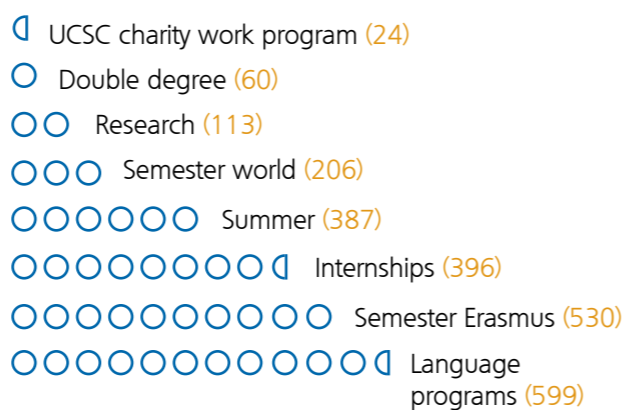 UCSC charity work program (24)
Double degree (60)
Research (113)
Semester world (206)
Summer (387)
Internships (396)
Semester Erasmus (530)
Language
programs (599)